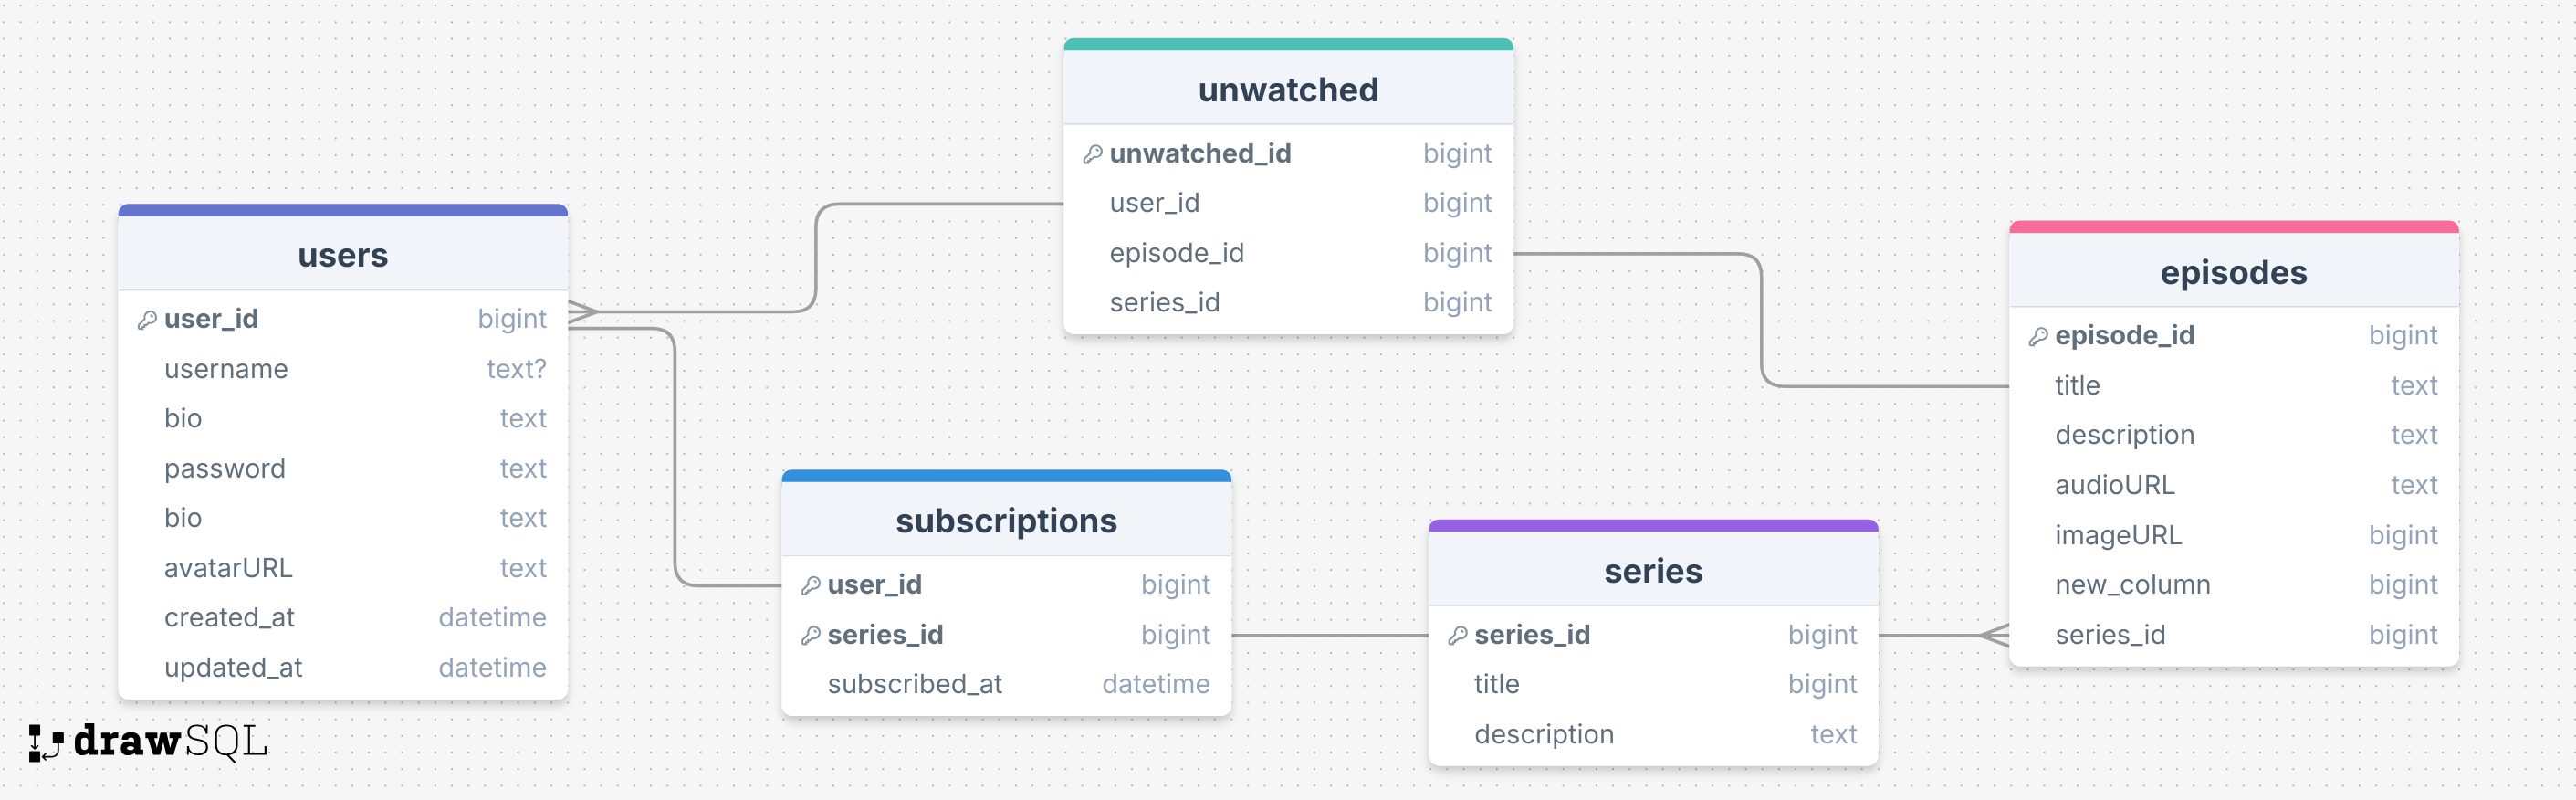 users
user_id bigint
username text?
bio text
password text
bio text
avatarURL text
created_at datetime
updated_at datetime
unwatched
unwatched_id bigint
user_id bigint
episode_id bigint
series_id bigint
subscriptions
user_id bigint
series_id bigint
subscribed_at datetime
series
series_id bigint
title bigint
description text
episodes
episode_id bigint
title text
description text
audioURL text
imageURL bigint
new_column bigint
series_id bigint
drawSQL